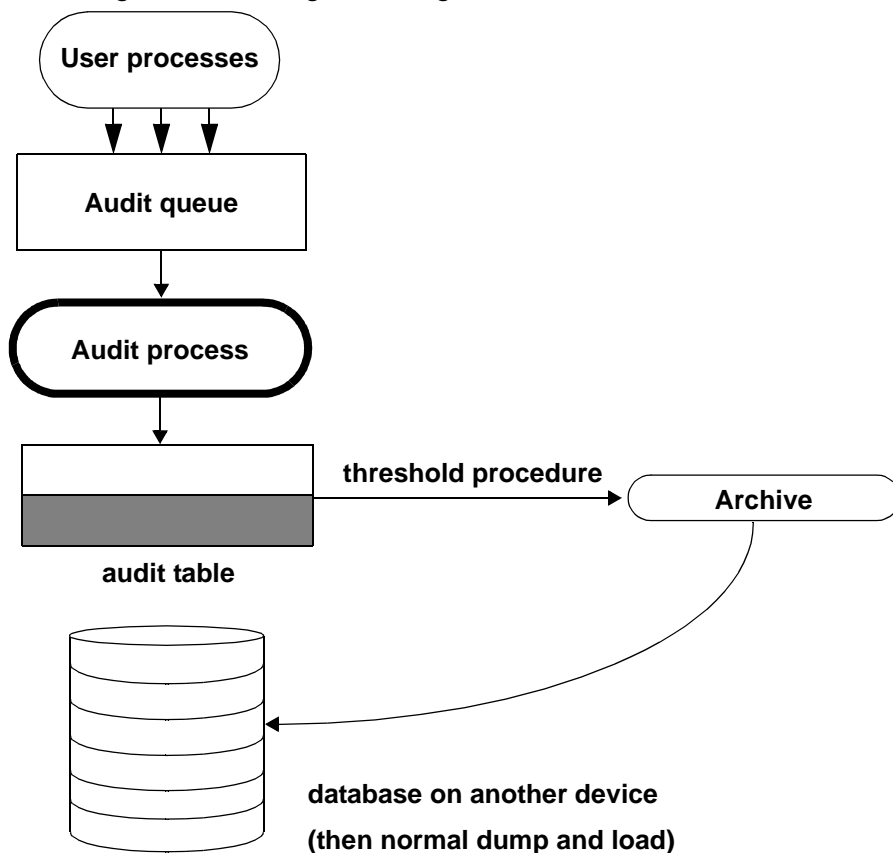 User processes
Audit queue
Audit process
threshold procedure
Archive
audit table
database on another device
(then normal dump and load)